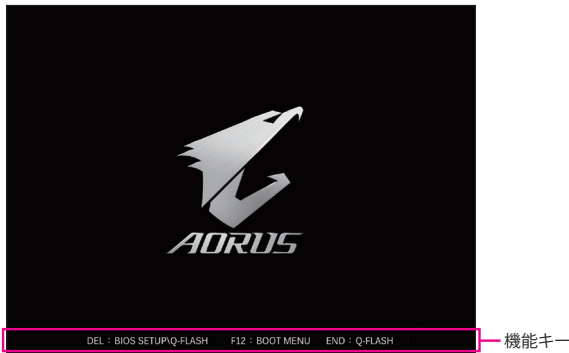 AORUS
DEL：BIOS SETUP\Q-FLASH F12：BOOT MENU END：Q-FLASH
機能キー